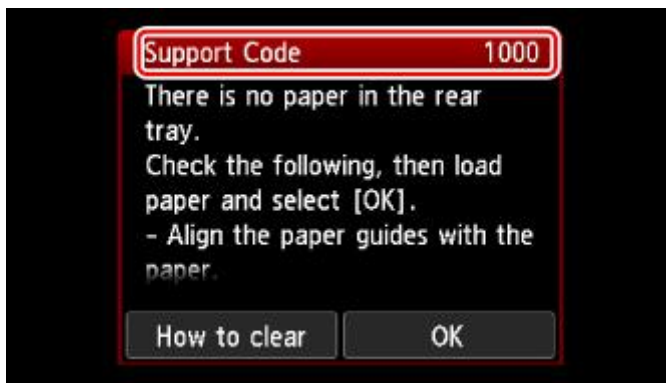 Support Code 1000
There is no paper in the rear
tray.
Check the following, then load
paper and select [OK].
- Align the paper guides with the
paper.
How to clear OK